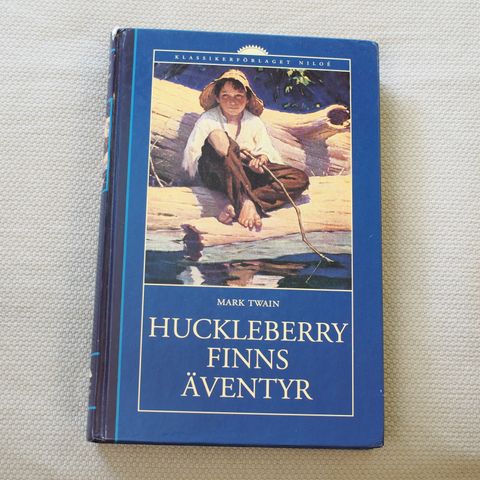 KLASSIKERFÖRLAGET NILOÉ
MARK TWAIN
HUCKLEBERRY
FINNS
ÄVENTYR